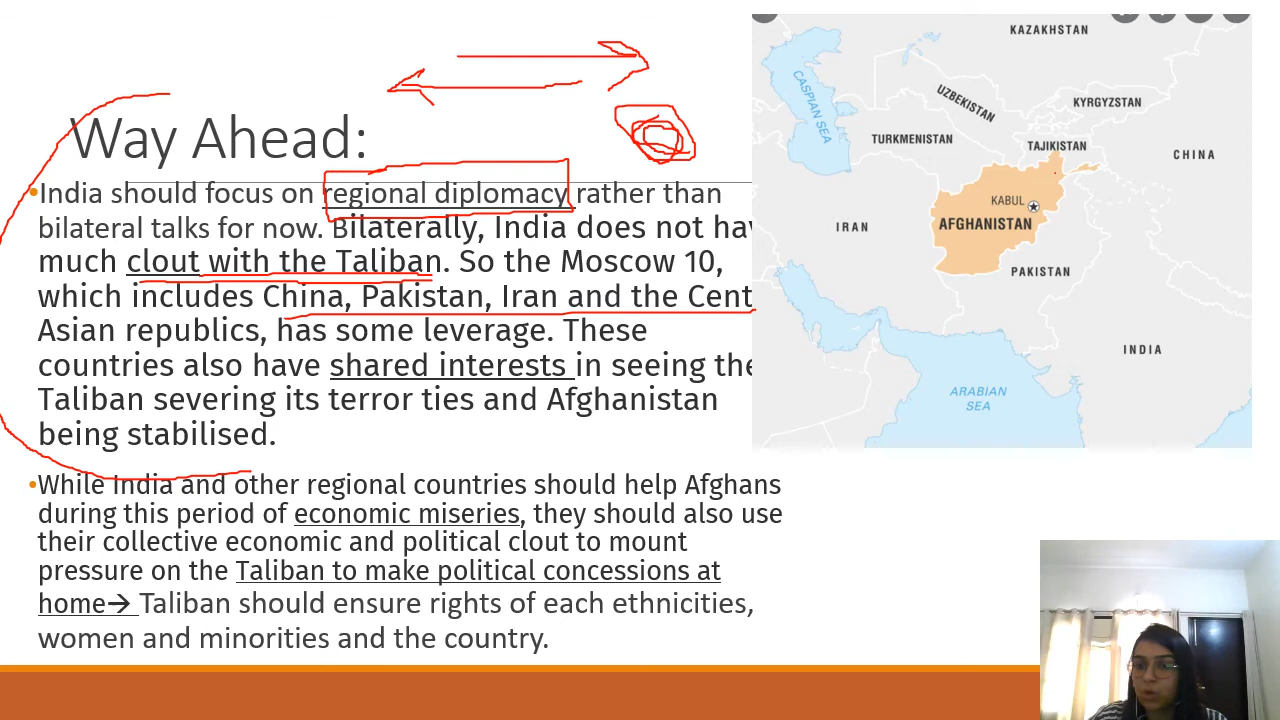 Way Ahead:
•India should focus on regional diplomacy rather than
bilateral talks for now. Bilaterally, India does not hav
much clout with the Taliban. So the Moscow 10,
which includes China, Pakistan, Iran and the Cent
Asian republics, has some leverage. These
countries also have shared interests in seeing the
Taliban severing its terror ties and Afghanistan
being stabilised.
•While India and other regional countries should help Afghans
during this period of economic miseries, they should also use
their collective economic and political clout to mount
pressure on the Taliban to make political concessions at
home→ Taliban should ensure rights of each ethnicities,
women and minorities and the country.
KAZAKHSTAN
CASPIAN SEA
UZBEKISTAN
KYRGYZSTAN
TURKMENISTAN
TAJIKISTAN
CHINA
KABUL
AFGHANISTAN
IRAN
PAKISTAN
INDIA
ARABIAN
SEA